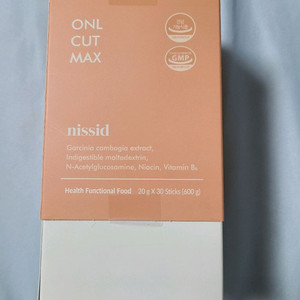 ONL
CUT
MAX
GMP
nissid
Garcinia cambogia extract,
Indigestible maltodextrin,
N-Acetylglucosamine, Niacin, Vitamin B₆
Health Functional Food
20 g X 30 Sticks (600 g)